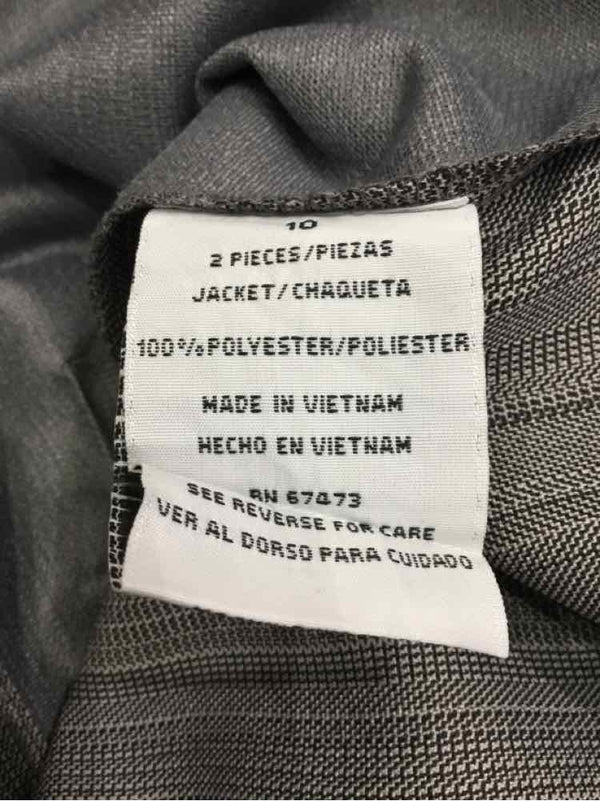 10
2 PIECES/PIEZAS
JACKET/CHAQUETA
100%POLYESTER/POLIESTER
MADE IN VIETNAM
HECHO EN VIETNAM
RN 67473
SEE REVERSE FOR CARE
VER AL DORSO PARA CUIDADO